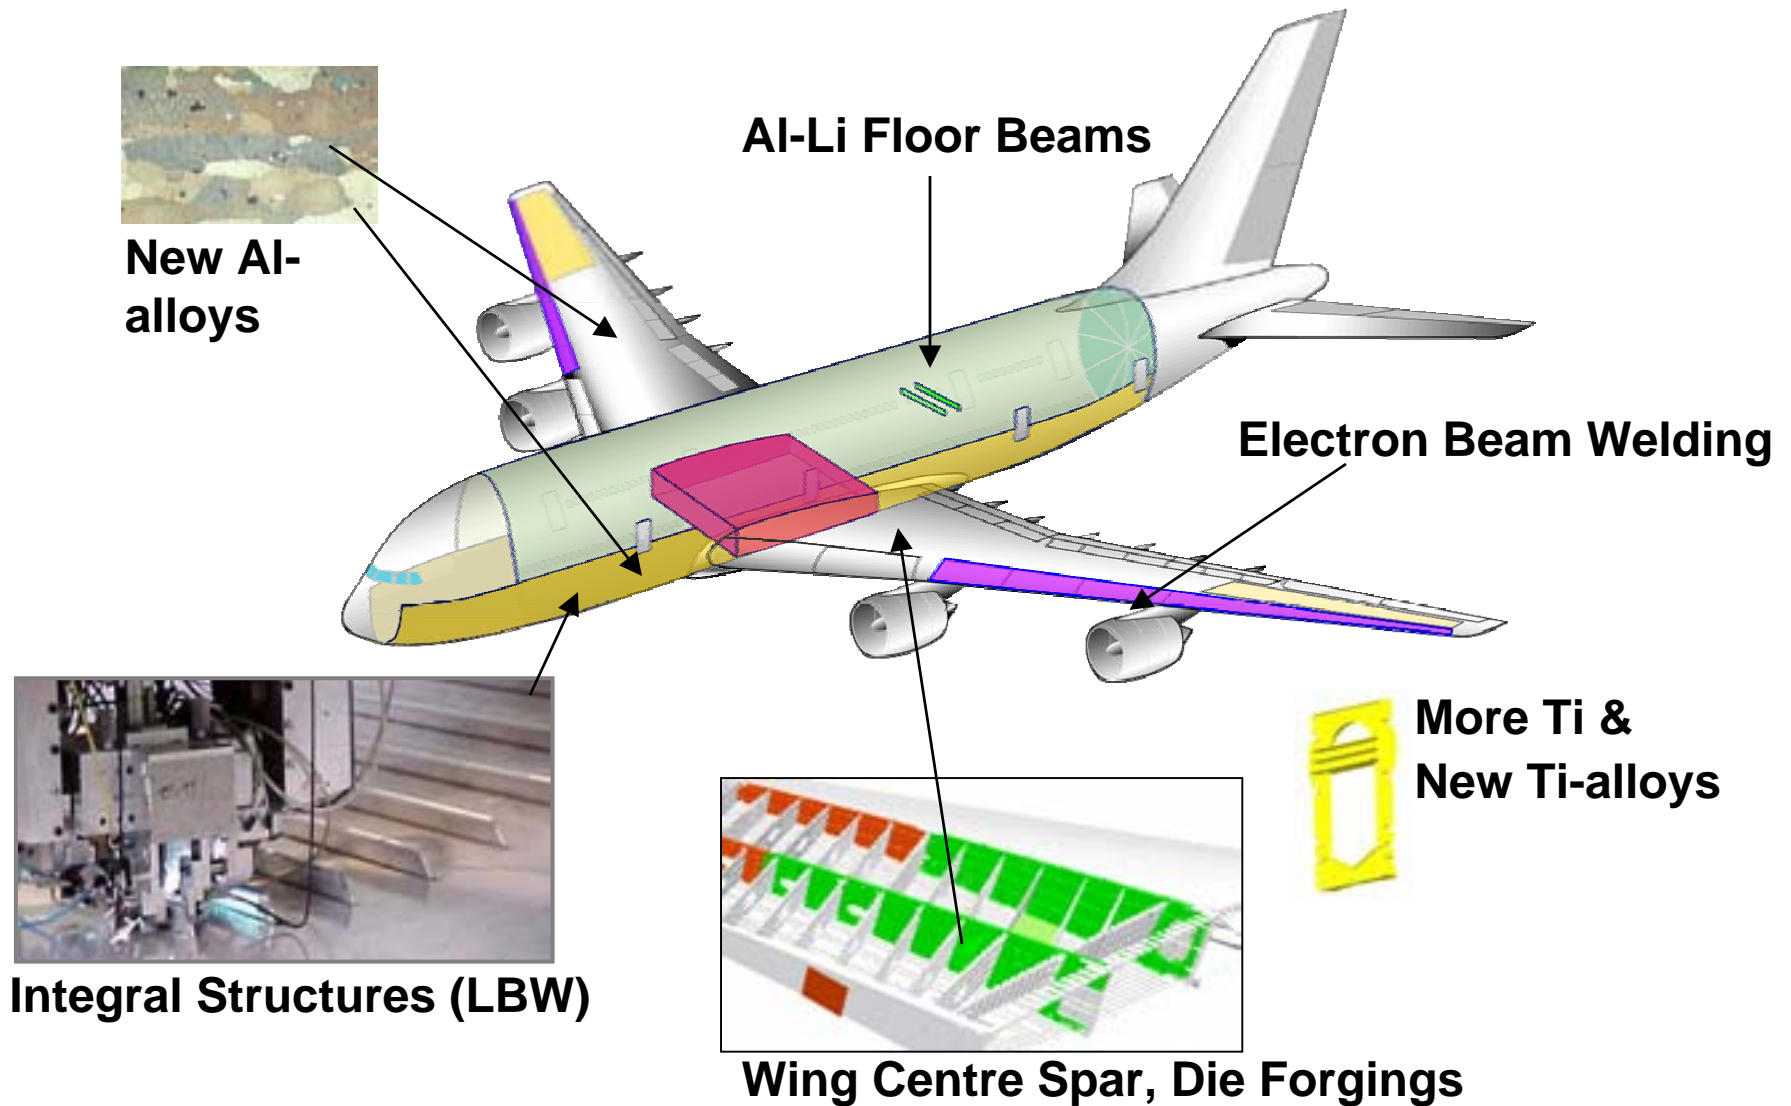 Al-Li Floor Beams
New Al-
alloys
Electron Beam Welding
More Ti &
New Ti-alloys
Integral Structures (LBW)
Wing Centre Spar, Die Forgings